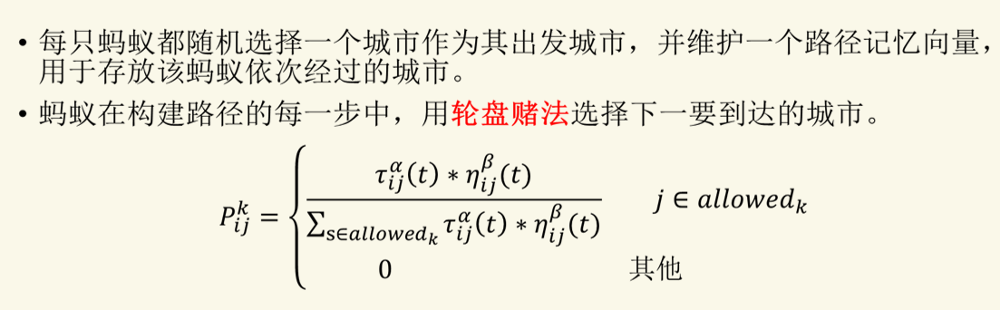 • 每只蚂蚁都随机选择一个城市作为其出发城市，并维护一个路径记忆向量，
用于存放该蚂蚁依次经过的城市。
• 蚂蚁在构建路径的每一步中，用轮盘赌法选择下一要到达的城市。
$$P_{ij}^{k} = \begin{cases} \dfrac{\tau_{ij}^{\alpha}(t) * \eta_{ij}^{\beta}(t)}{\sum_{s \in allowed_k} \tau_{ij}^{\alpha}(t) * \eta_{ij}^{\beta}(t)} & j \in allowed_k \\ 0 & 其他 \end{cases}$$